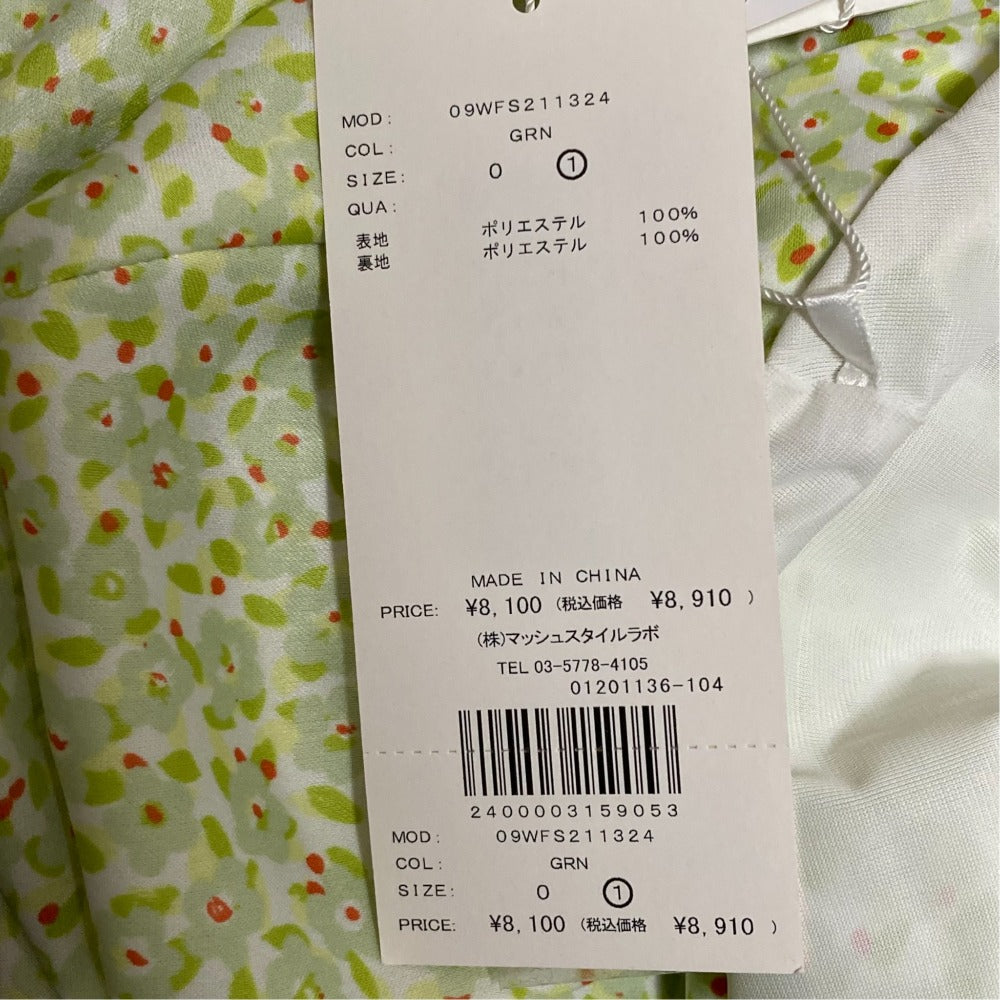 MOD: 09WFS211324
COL: GRN
SIZE: 0 ①
QUA:
表地 ポリエステル 100%
裏地 ポリエステル 100%
MADE IN CHINA
PRICE: ¥8,100 (税込価格 ¥8,910 )
(株)マッシュスタイルラボ
TEL 03-5778-4105
01201136-104
2400003159053
MOD: 09WFS211324
COL: GRN
SIZE: 0 ①
PRICE: ¥8,100 (税込価格 ¥8,910 )